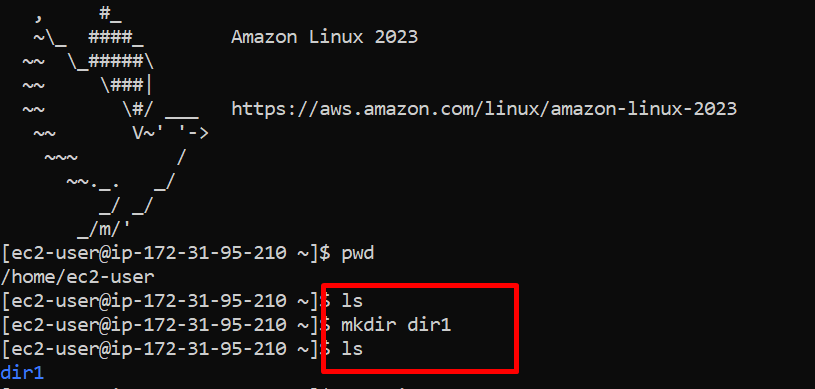 ,     #_
   ~\_  ####_        Amazon Linux 2023
  ~~  \_#####\
  ~~     \###|
  ~~       \#/ ___   https://aws.amazon.com/linux/amazon-linux-2023
   ~~       V~' '->
    ~~~         /
      ~~._.   _/
         _/ _/
       _/m/'
[ec2-user@ip-172-31-95-210 ~]$ pwd
/home/ec2-user
[ec2-user@ip-172-31-95-210 ~]$ ls
[ec2-user@ip-172-31-95-210 ~]$ mkdir dir1
[ec2-user@ip-172-31-95-210 ~]$ ls
dir1